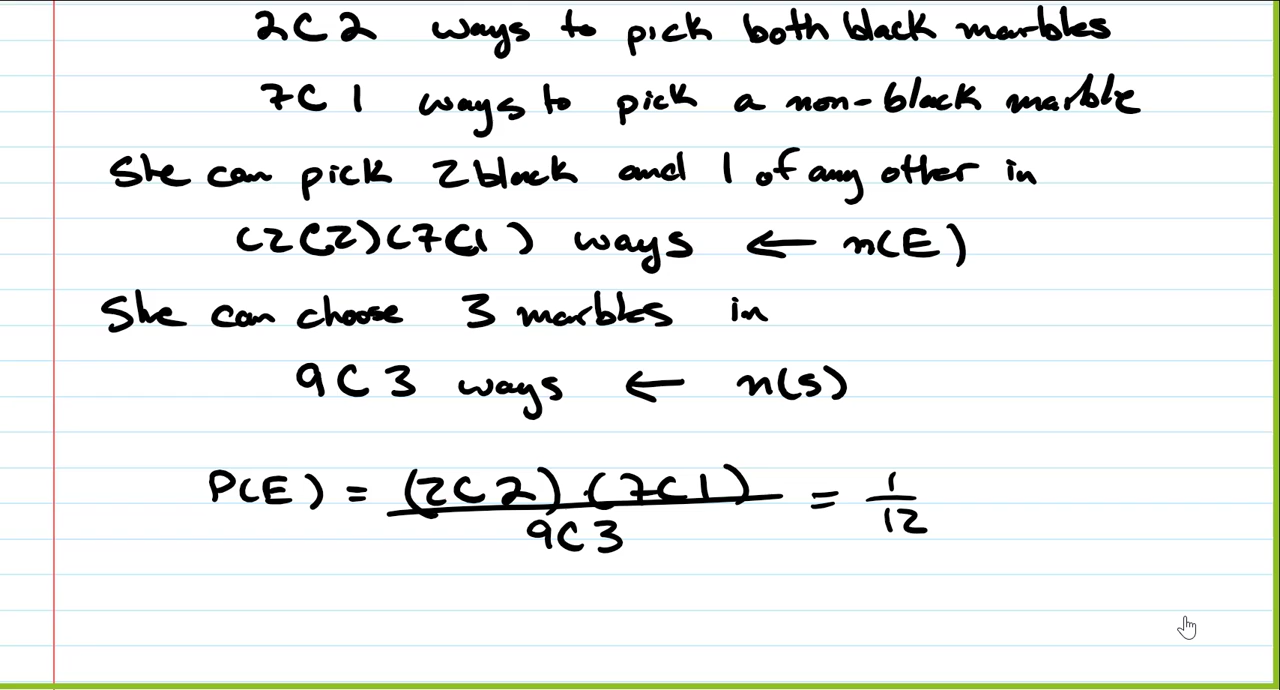 2C2 ways to pick both black marbles
7C1 ways to pick a non-black marble
She can pick 2 black and 1 of any other in
(2C2)(7C1) ways ← n(E)
She can choose 3 marbles in
9C3 ways ← n(S)
P(E) = (2C2)(7C1) / 9C3 = 1/12